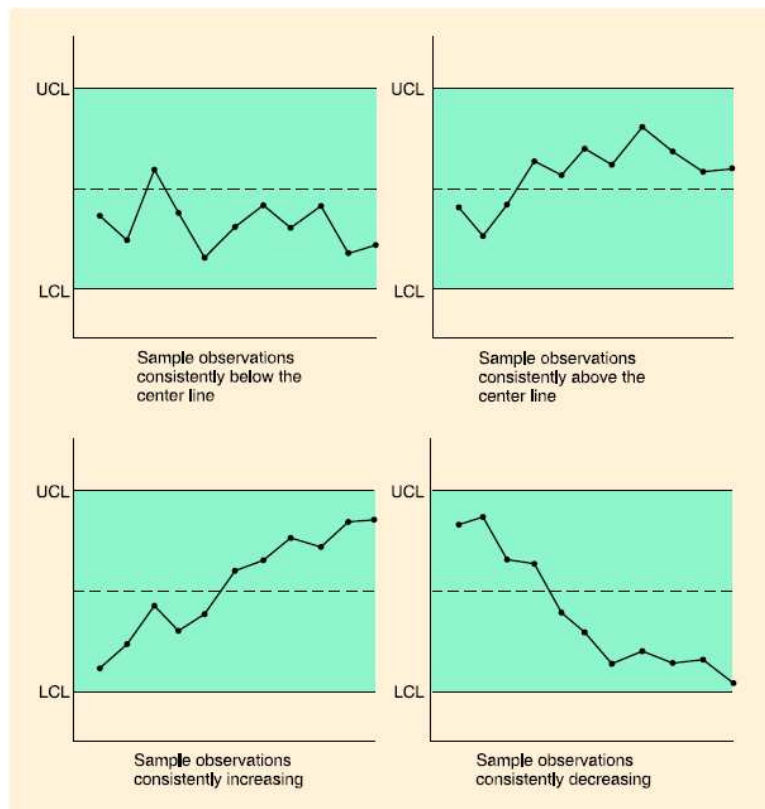 UCL
LCL
Sample observations
consistently below the
center line
UCL
LCL
Sample observations
consistently above the
center line
UCL
LCL
Sample observations
consistently increasing
UCL
LCL
Sample observations
consistently decreasing